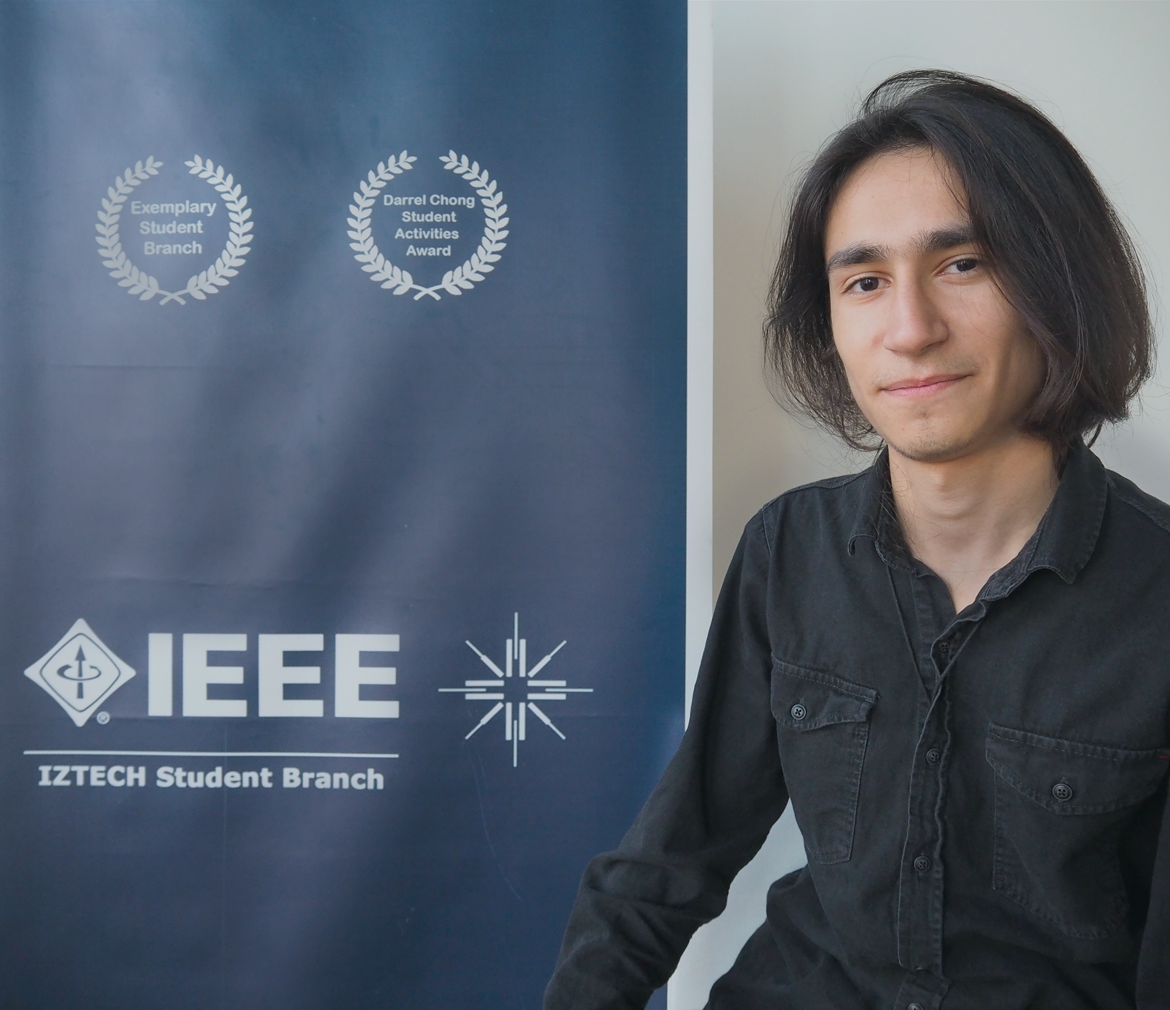 Exemplary
Student
Branch
Darrel Chong
Student
Activities
Award
IEEE
IZTECH Student Branch